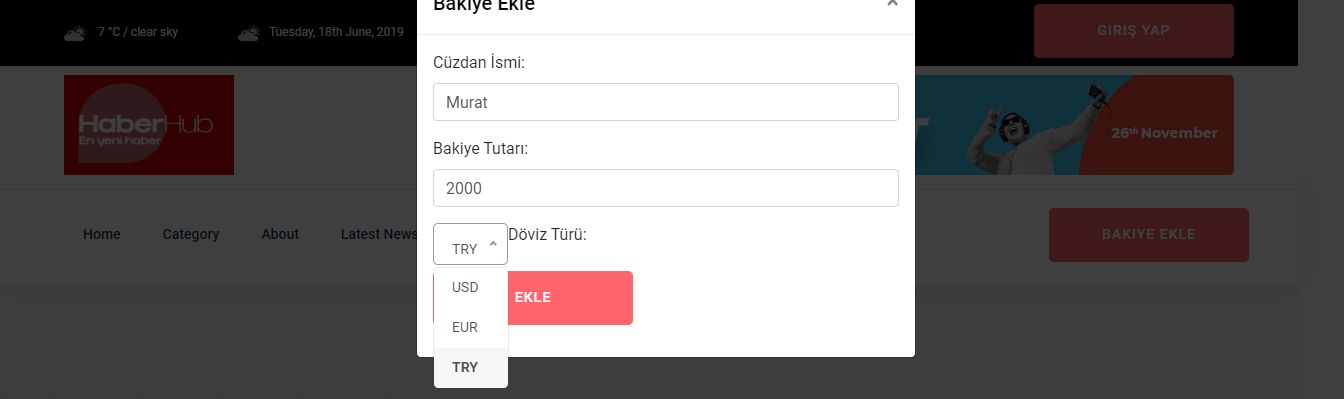 Bakiye Ekle ×
7 °C / clear sky
Tuesday, 18th June, 2019
GIRIŞ YAP
Cüzdan İsmi:
Murat
HaberHub
En yeni haber
26th November
Bakiye Tutarı:
2000
Home
Category
About
Latest News
TRY
Döviz Türü:
BAKIYE EKLE
USD
EKLE
EUR
TRY